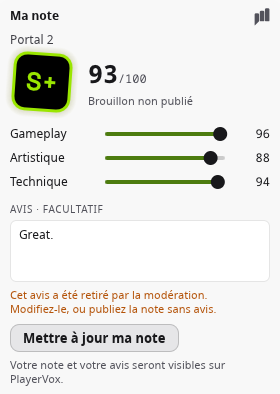 Ma note
Portal 2
S+
93/100
Brouillon non publié
Gameplay 96
Artistique 88
Technique 94
AVIS · FACULTATIF
Great.
Cet avis a été retiré par la modération.
Modifiez-le, ou publiez la note sans avis.
Mettre à jour ma note
Votre note et votre avis seront visibles sur
PlayerVox.